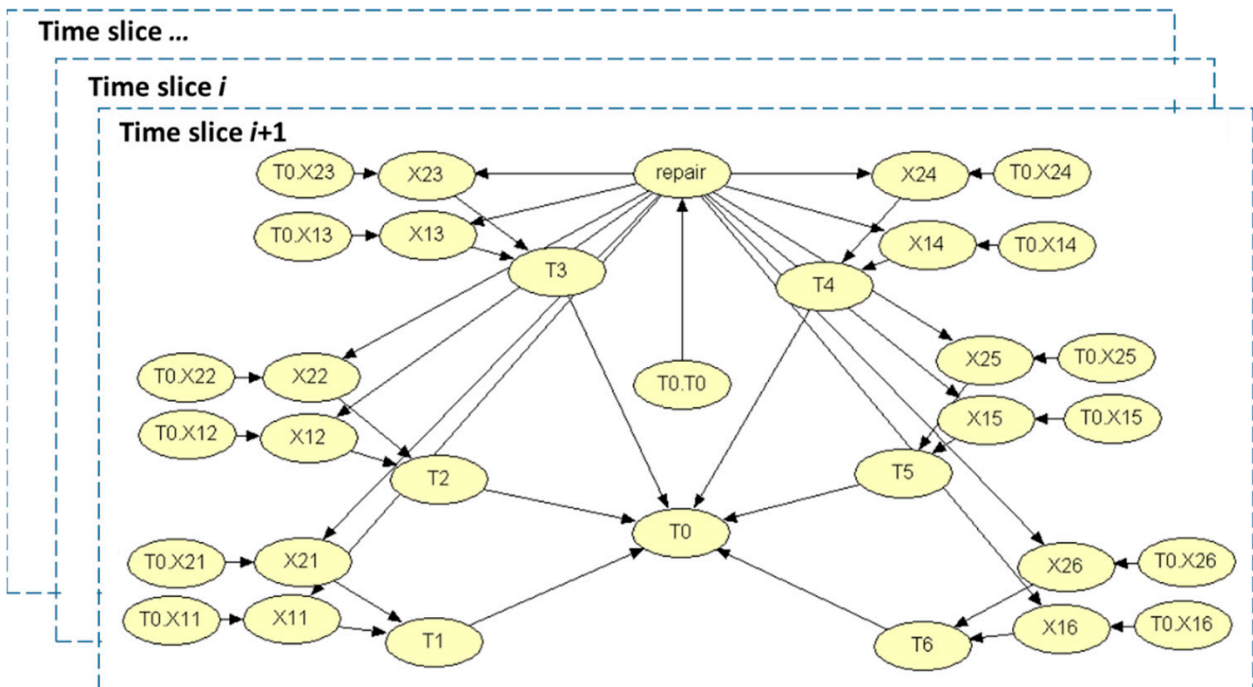 Time slice ...
Time slice i
Time slice i+1
T0.X23
X23
repair
X24
T0.X24
T0.X13
X13
X14
T0.X14
T3
T4
T0.X22
X22
T0.T0
X25
T0.X25
T0.X12
X12
X15
T0.X15
T2
T5
T0
T0.X21
X21
X26
T0.X26
T0.X11
X11
T1
T6
X16
T0.X16